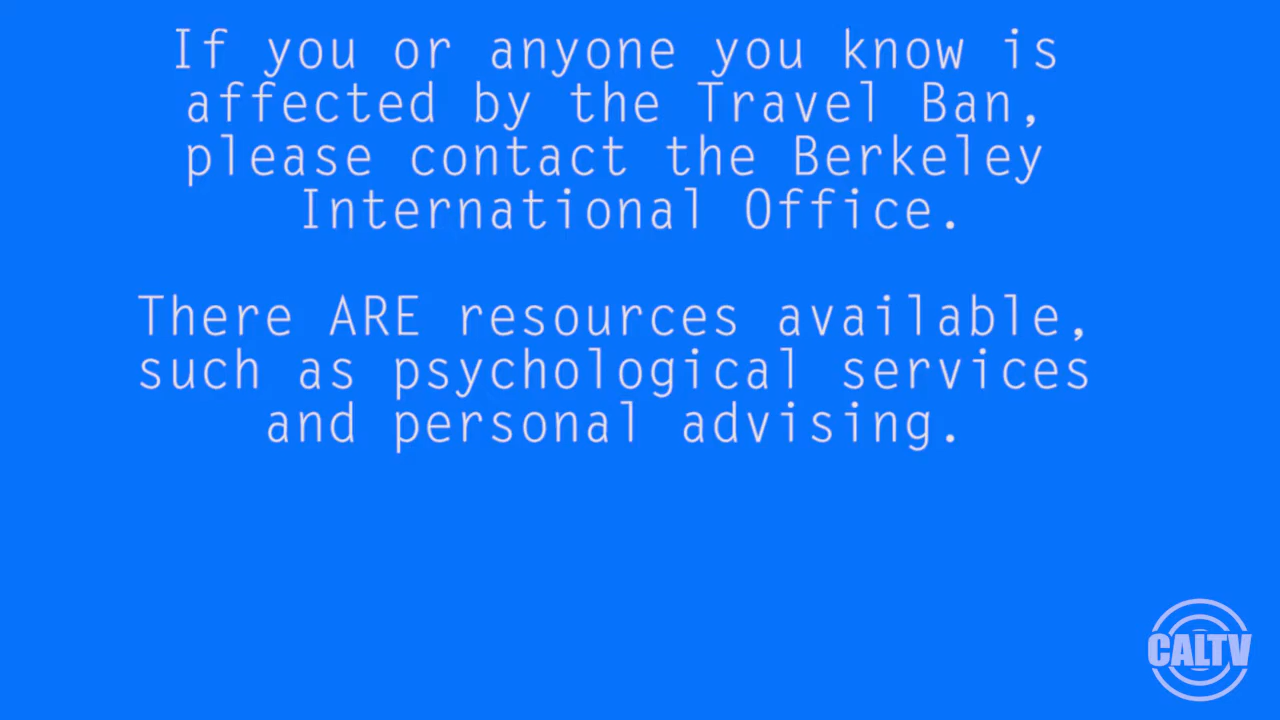 If you or anyone you know is
affected by the Travel Ban,
please contact the Berkeley
International Office.
There ARE resources available,
such as psychological services
and personal advising.
CALTV